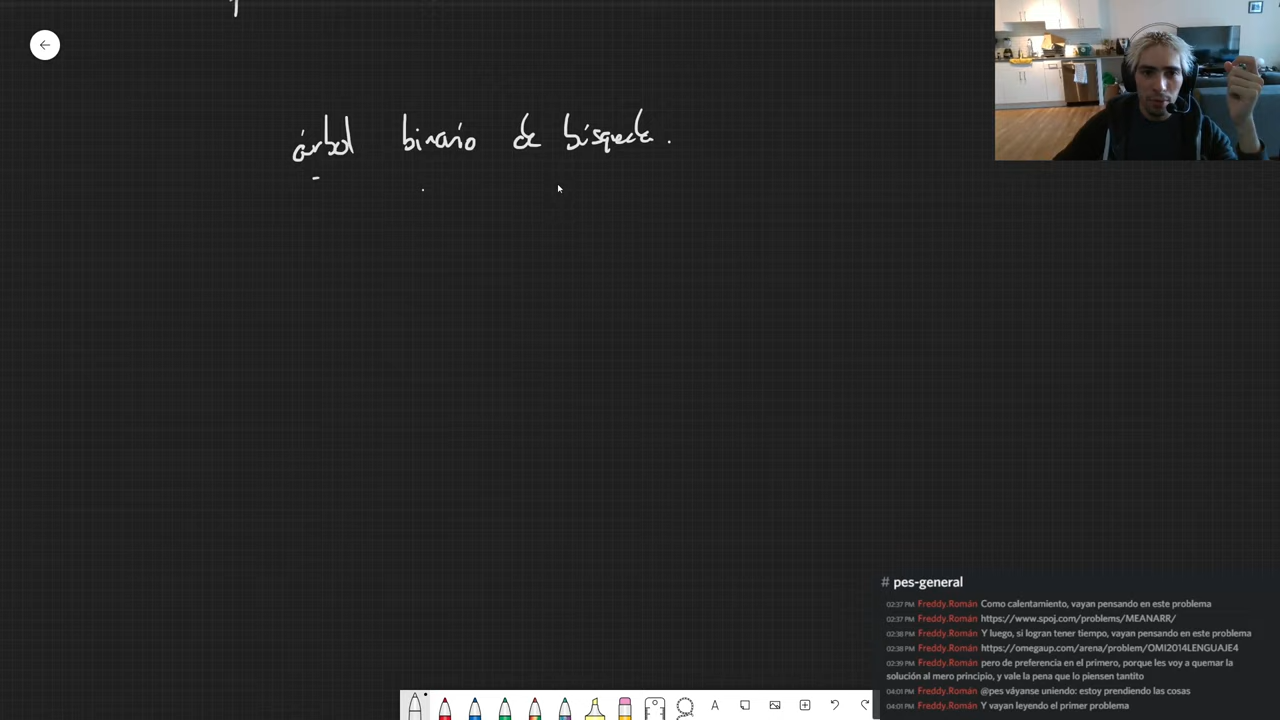 árbol binario de búsqueda.
# pes-general
02:37 PM Freddy.Román Como calentamiento, vayan pensando en este problema
02:37 PM Freddy.Román https://www.spoj.com/problems/MEANARR/
02:38 PM Freddy.Román Y luego, si logran tener tiempo, vayan pensando en este problema
02:38 PM Freddy.Román https://omegaup.com/arena/problem/OMI2014LENGUAJE4
02:39 PM Freddy.Román pero de preferencia en el primero, porque les voy a quemar la
solución al mero principio, y vale la pena que lo piensen tantito
04:01 PM Freddy.Román @pes váyanse uniendo: estoy prendiendo las cosas
04:01 PM Freddy.Román Y vayan leyendo el primer problema